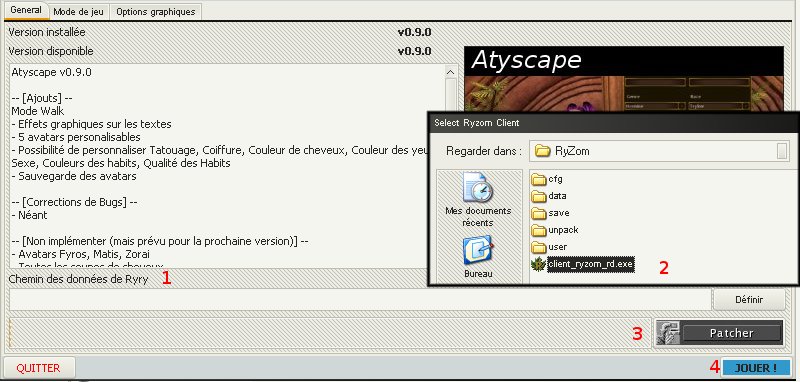 General Mode de jeu Options graphiques
Version installée v0.9.0
Version disponible v0.9.0
Atyscape v0.9.0
-- [Ajouts] --
Mode Walk
- Effets graphiques sur les textes
- 5 avatars personalisables
- Possibilité de personnaliser Tatouage, Coiffure, Couleur de cheveux, Couleur des yeu
Sexe, Couleurs des habits, Qualité des Habits
- Sauvegarde des avatars
-- [Corrections de Bugs] --
- Néant
-- [Non implémenter (mais prévu pour la prochaine version)] --
- Avatars Fyros, Matis, Zorai
- Toutes les coupes de cheveux
Atyscape
Select Ryzom Client
Regarder dans : RyZom
Mes documents
récents
Bureau
cfg
data
save
unpack
user
client_ryzom_rd.exe
2
Chemin des données de Ryry 1
Définir
3 Patcher
QUITTER
4 JOUER !